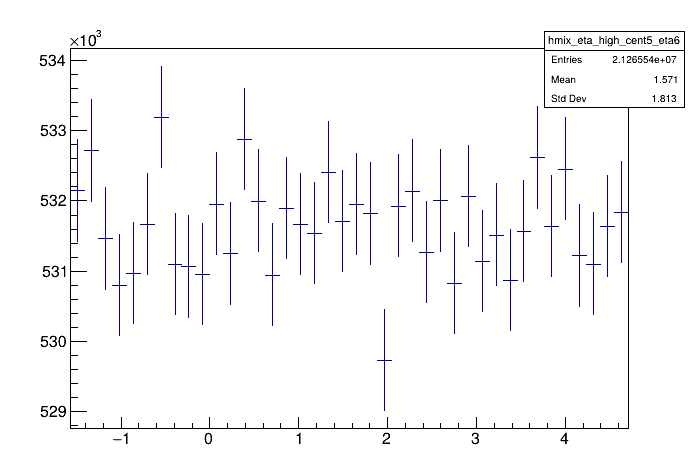 ×10³
hmix_eta_high_cent5_eta6
Entries 2.126554e+07
Mean 1.571
Std Dev 1.813
534
533
532
531
530
529
−1 0 1 2 3 4